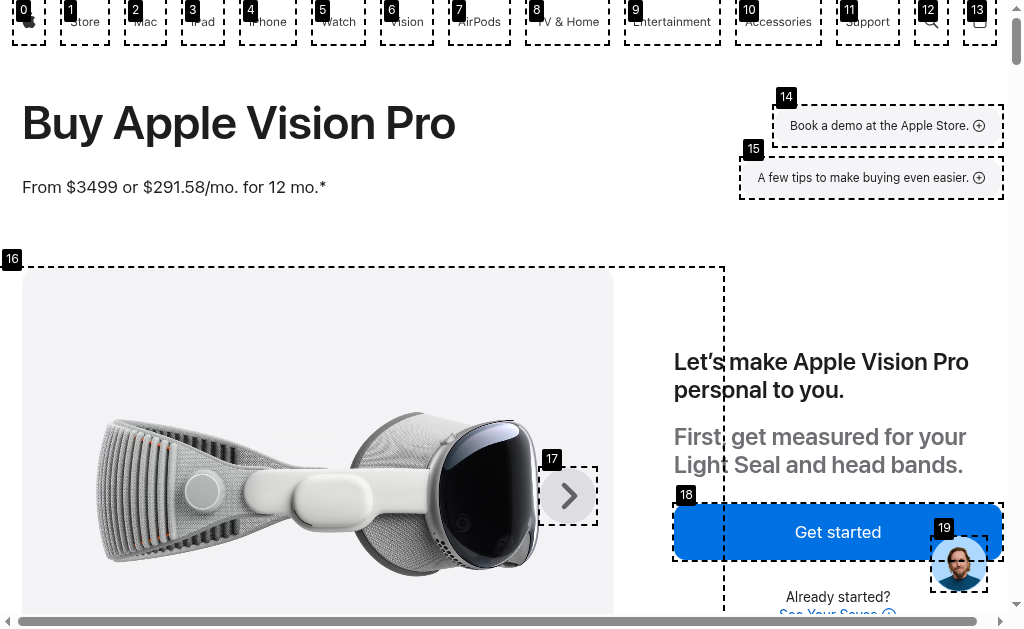 0
1
2
3
4
5
6
7
8
9
10
11
12
13
Store
Mac
iPad
iPhone
Watch
Vision
AirPods
TV & Home
Entertainment
Accessories
Support
Buy Apple Vision Pro
From $3499 or $291.58/mo. for 12 mo.*
14
Book a demo at the Apple Store.
15
A few tips to make buying even easier.
16
Let's make Apple Vision Pro
personal to you.
First, get measured for your
Light Seal and head bands.
17
18
Get started
19
Already started?
See Your Saves